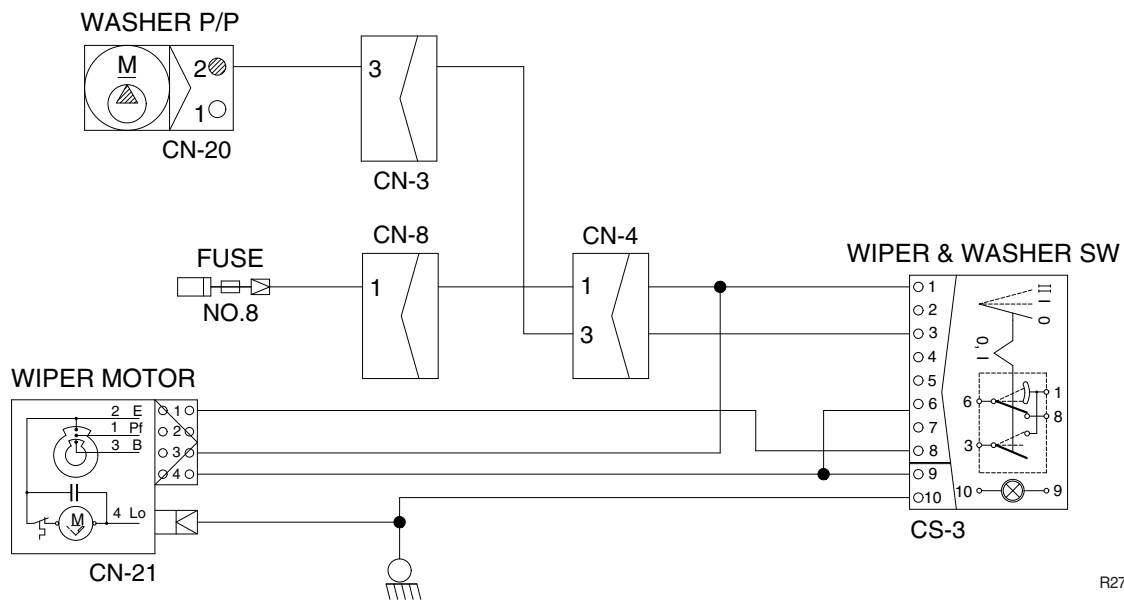 WASHER P/P
M
2
1
CN-20
3
CN-3
FUSE
NO.8
CN-8
1
CN-4
1
3
WIPER & WASHER SW
1
2
3
4
5
6
7
8
9
10
0 I II
0, I
6
1
8
3
10
9
CS-3
WIPER MOTOR
2 E
1 Pf
3 B
4 Lo
M
1
2
3
4
CN-21
R27